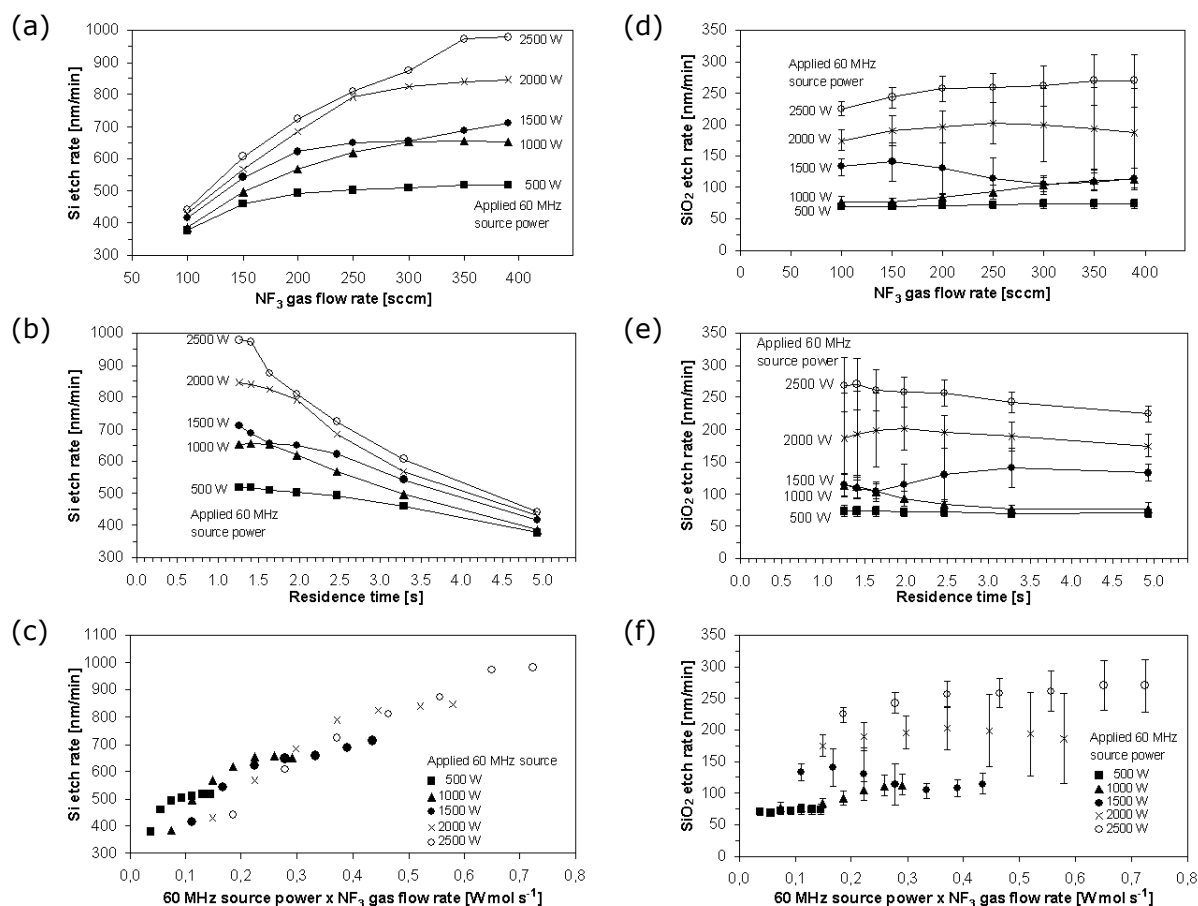 (a)
1000
900
800
700
600
500
400
300
Si etch rate [nm/min]
2500 W
2000 W
1500 W
1000 W
500 W
Applied 60 MHz
source power
50 100 150 200 250 300 350 400 450
NF3 gas flow rate [sccm]
(b)
1000
900
800
700
600
500
400
300
Si etch rate [nm/min]
2500 W
2000 W
1500 W
1000 W
500 W
Applied 60 MHz
source power
0.0 0.5 1.0 1.5 2.0 2.5 3.0 3.5 4.0 4.5 5.0 5.5
Residence time [s]
(c)
1100
1000
900
800
700
600
500
400
300
Si etch rate [nm/min]
Applied 60 MHz source
500 W
1000 W
1500 W
2000 W
2500 W
0,0 0,1 0,2 0,3 0,4 0,5 0,6 0,7 0,8
60 MHz source power x NF3 gas flow rate [W mol s-1]
(d)
350
300
250
200
150
100
50
0
SiO2 etch rate [nm/min]
Applied 60 MHz
source power
2500 W
2000 W
1500 W
1000 W
500 W
0 50 100 150 200 250 300 350 400
NF3 gas flow rate [sccm]
(e)
350
300
250
200
150
100
50
0
SiO2 etch rate [nm/min]
Applied 60 MHz
source power
2500 W
2000 W
1500 W
1000 W
500 W
0.0 0.5 1.0 1.5 2.0 2.5 3.0 3.5 4.0 4.5 5.0
Residence time [s]
(f)
350
300
250
200
150
100
50
0
SiO2 etch rate [nm/min]
Applied 60 MHz
source power
500 W
1000 W
1500 W
2000 W
2500 W
0,0 0,1 0,2 0,3 0,4 0,5 0,6 0,7 0,8
60 MHz source power x NF3 gas flow rate [W mol s-1]